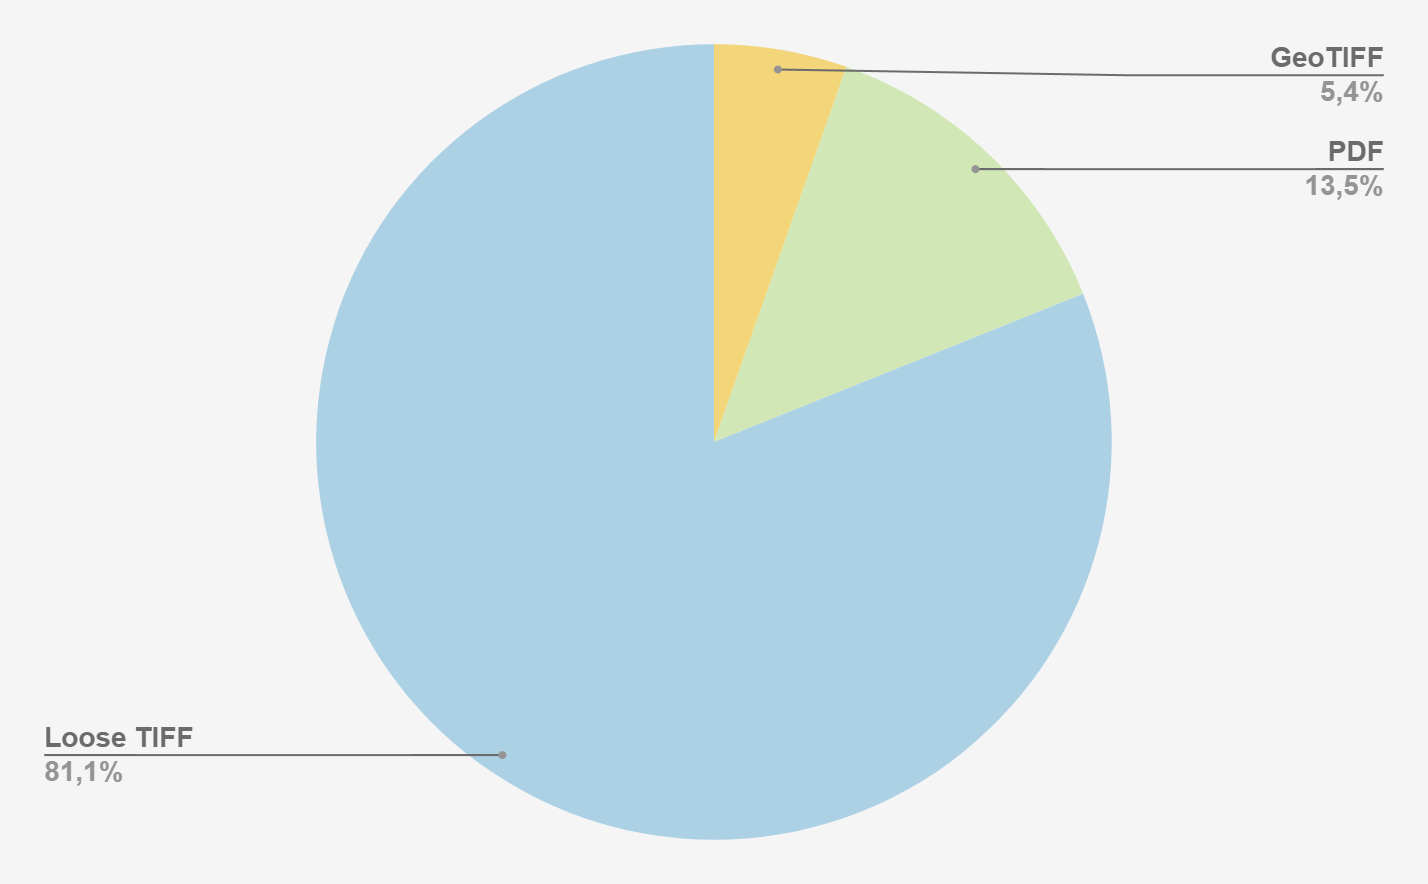 GeoTIFF
5,4%
PDF
13,5%
Loose TIFF
81,1%